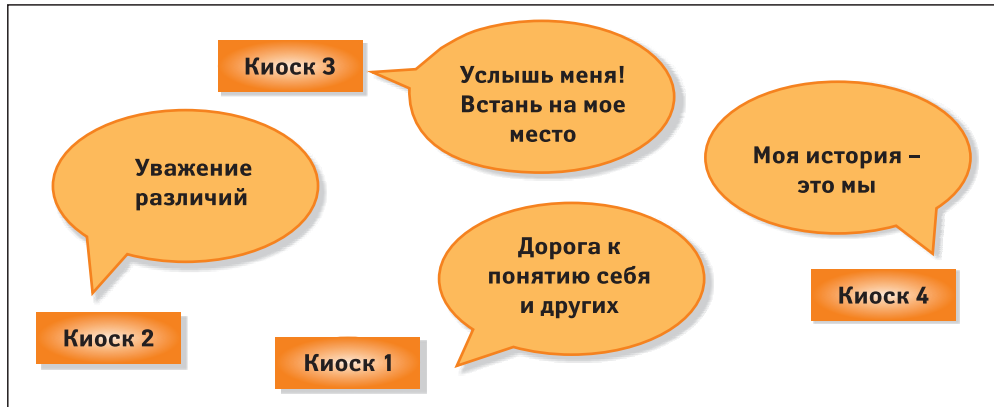 Киоск 3
Услышь меня!
Встань на мое
место
Уважение
различий
Моя история –
это мы
Дорога к
понятию себя
и других
Киоск 4
Киоск 2
Киоск 1